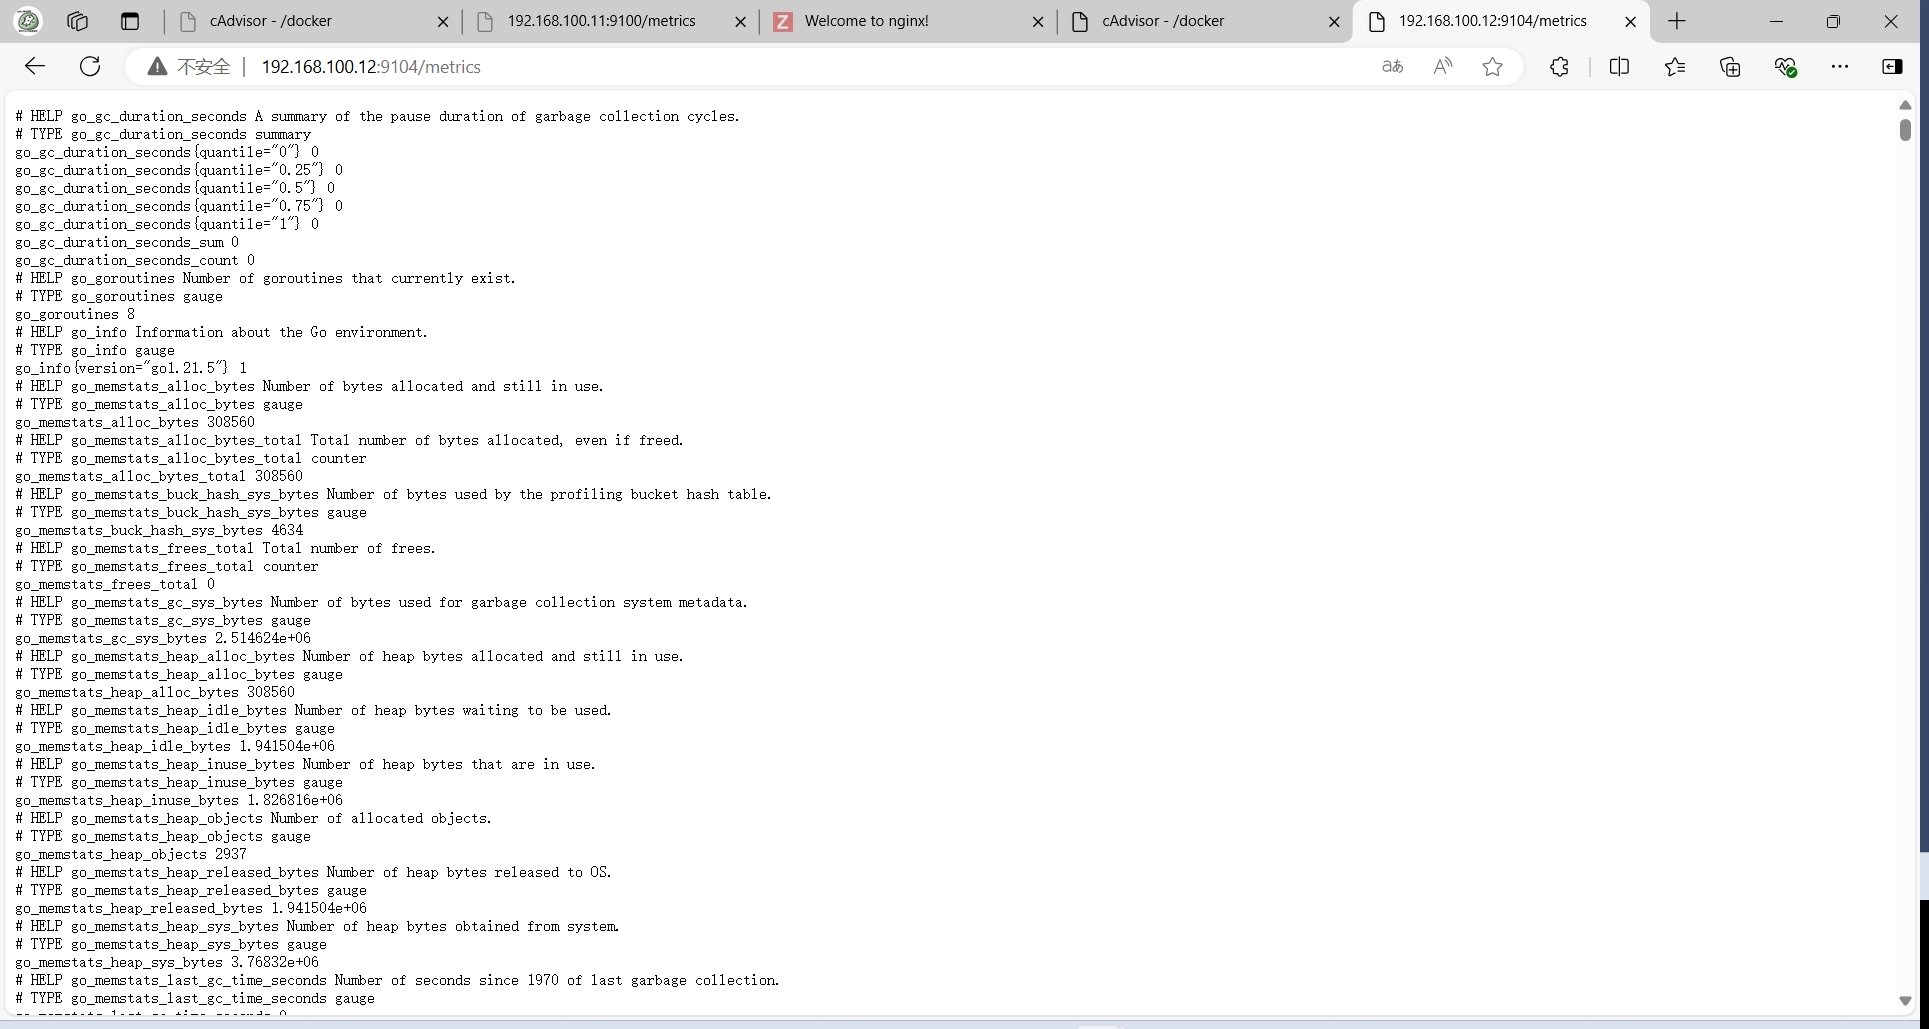 cAdvisor - /docker
192.168.100.11:9100/metrics
Welcome to nginx!
cAdvisor - /docker
192.168.100.12:9104/metrics
不安全 192.168.100.12:9104/metrics
# HELP go_gc_duration_seconds A summary of the pause duration of garbage collection cycles.
# TYPE go_gc_duration_seconds summary
go_gc_duration_seconds{quantile="0"} 0
go_gc_duration_seconds{quantile="0.25"} 0
go_gc_duration_seconds{quantile="0.5"} 0
go_gc_duration_seconds{quantile="0.75"} 0
go_gc_duration_seconds{quantile="1"} 0
go_gc_duration_seconds_sum 0
go_gc_duration_seconds_count 0
# HELP go_goroutines Number of goroutines that currently exist.
# TYPE go_goroutines gauge
go_goroutines 8
# HELP go_info Information about the Go environment.
# TYPE go_info gauge
go_info{version="go1.21.5"} 1
# HELP go_memstats_alloc_bytes Number of bytes allocated and still in use.
# TYPE go_memstats_alloc_bytes gauge
go_memstats_alloc_bytes 308560
# HELP go_memstats_alloc_bytes_total Total number of bytes allocated, even if freed.
# TYPE go_memstats_alloc_bytes_total counter
go_memstats_alloc_bytes_total 308560
# HELP go_memstats_buck_hash_sys_bytes Number of bytes used by the profiling bucket hash table.
# TYPE go_memstats_buck_hash_sys_bytes gauge
go_memstats_buck_hash_sys_bytes 4634
# HELP go_memstats_frees_total Total number of frees.
# TYPE go_memstats_frees_total counter
go_memstats_frees_total 0
# HELP go_memstats_gc_sys_bytes Number of bytes used for garbage collection system metadata.
# TYPE go_memstats_gc_sys_bytes gauge
go_memstats_gc_sys_bytes 2.514624e+06
# HELP go_memstats_heap_alloc_bytes Number of heap bytes allocated and still in use.
# TYPE go_memstats_heap_alloc_bytes gauge
go_memstats_heap_alloc_bytes 308560
# HELP go_memstats_heap_idle_bytes Number of heap bytes waiting to be used.
# TYPE go_memstats_heap_idle_bytes gauge
go_memstats_heap_idle_bytes 1.941504e+06
# HELP go_memstats_heap_inuse_bytes Number of heap bytes that are in use.
# TYPE go_memstats_heap_inuse_bytes gauge
go_memstats_heap_inuse_bytes 1.826816e+06
# HELP go_memstats_heap_objects Number of allocated objects.
# TYPE go_memstats_heap_objects gauge
go_memstats_heap_objects 2937
# HELP go_memstats_heap_released_bytes Number of heap bytes released to OS.
# TYPE go_memstats_heap_released_bytes gauge
go_memstats_heap_released_bytes 1.941504e+06
# HELP go_memstats_heap_sys_bytes Number of heap bytes obtained from system.
# TYPE go_memstats_heap_sys_bytes gauge
go_memstats_heap_sys_bytes 3.76832e+06
# HELP go_memstats_last_gc_time_seconds Number of seconds since 1970 of last garbage collection.
# TYPE go_memstats_last_gc_time_seconds gauge